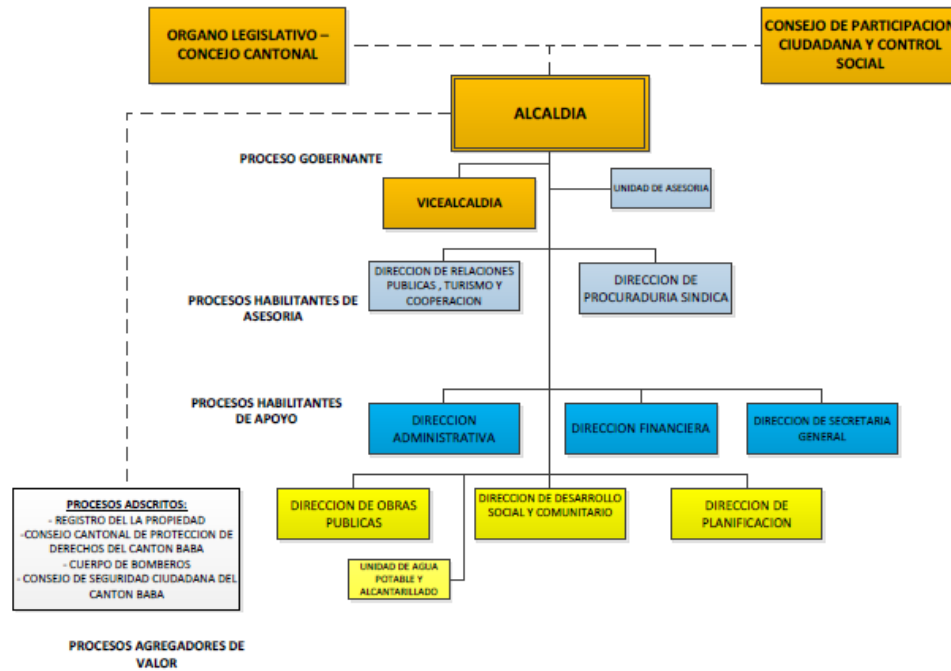 ORGANO LEGISLATIVO –
CONCEJO CANTONAL
CONSEJO DE PARTICIPACION
CIUDADANA Y CONTROL
SOCIAL
ALCALDIA
PROCESO GOBERNANTE
VICEALCALDIA
UNIDAD DE ASESORIA
DIRECCION DE RELACIONES
PUBLICAS , TURISMO Y
COOPERACION
DIRECCION DE
PROCURADURIA SINDICA
PROCESOS HABILITANTES DE
ASESORIA
PROCESOS HABILITANTES
DE APOYO
DIRECCION
ADMINISTRATIVA
DIRECCION FINANCIERA
DIRECCION DE SECRETARIA
GENERAL
PROCESOS ADSCRITOS:
- REGISTRO DEL LA PROPIEDAD
-CONSEJO CANTONAL DE PROTECCION DE
DERECHOS DEL CANTON BABA
- CUERPO DE BOMBEROS
- CONSEJO DE SEGURIDAD CIUDADANA DEL
CANTON BABA
DIRECCION DE OBRAS
PUBLICAS
DIRECCION DE DESARROLLO
SOCIAL Y COMUNITARIO
DIRECCION DE
PLANIFICACION
UNIDAD DE AGUA
POTABLE Y
ALCANTARILLADO
PROCESOS AGREGADORES DE
VALOR